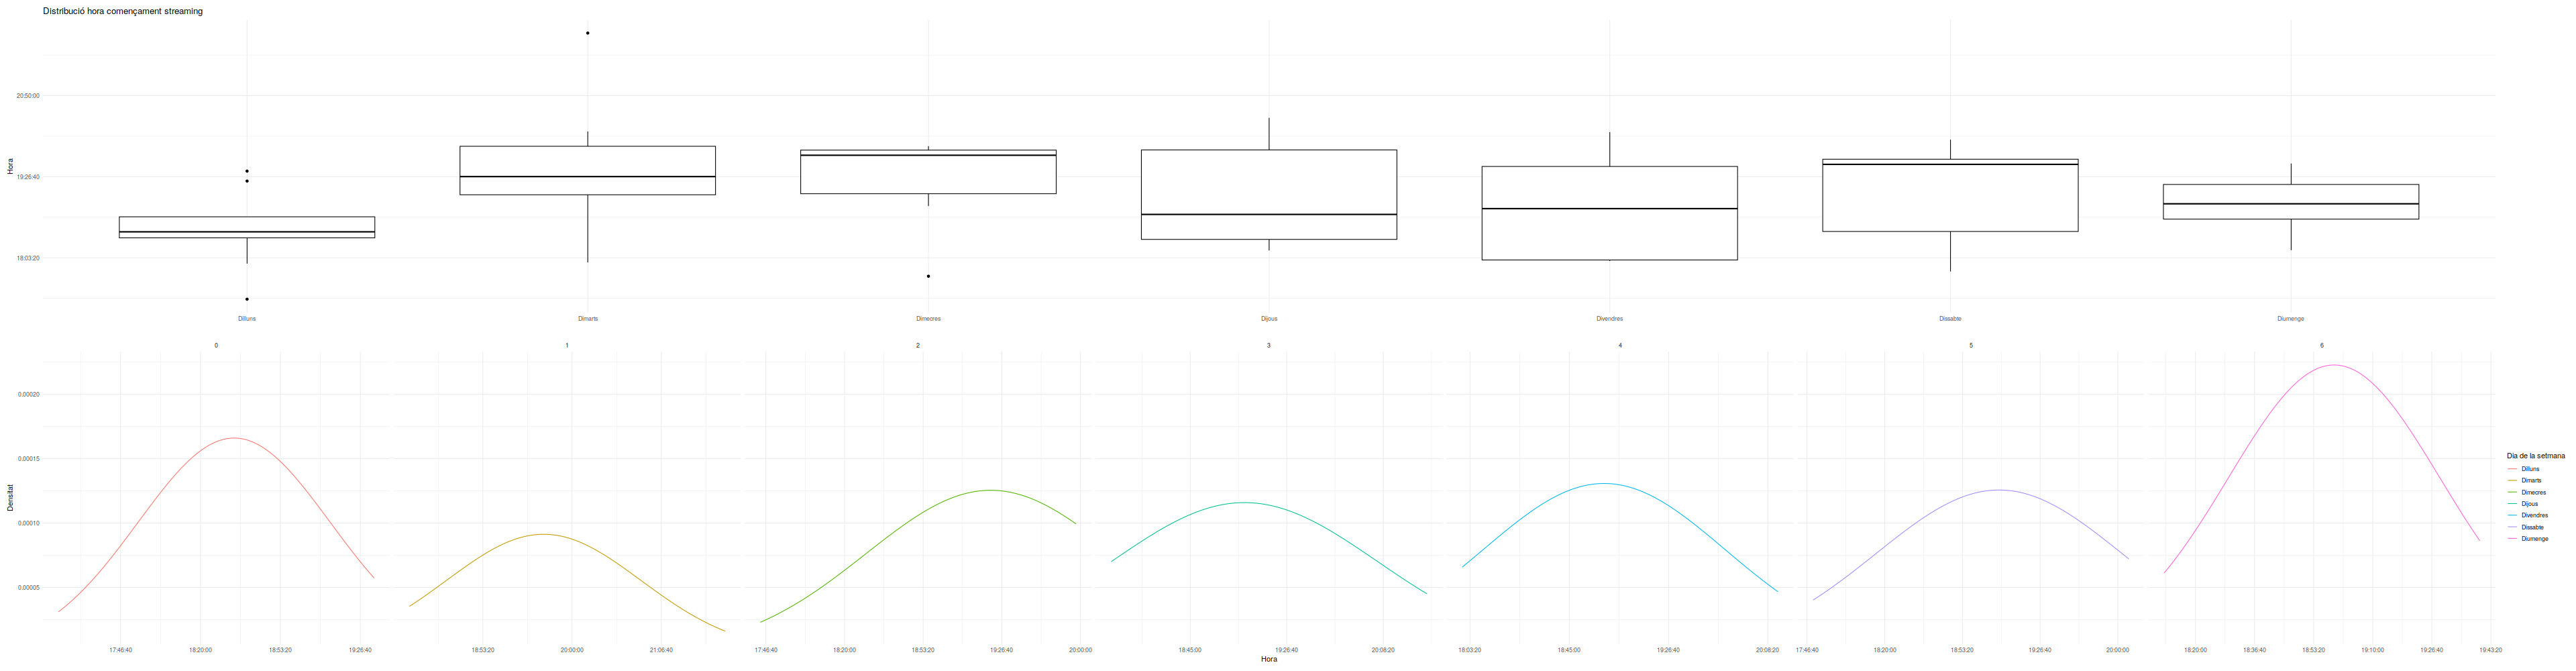 Distribució hora començament streaming
Hora
20:50:00
19:26:40
18:03:20
Dilluns
Dimarts
Dimecres
Dijous
Divendres
Dissabte
Diumenge
0
1
2
3
4
5
6
Densitat
0.00020
0.00015
0.00010
0.00005
17:46:40
18:20:00
18:53:20
19:26:40
18:53:20
20:00:00
21:06:40
17:46:40
18:20:00
18:53:20
19:26:40
20:00:00
18:45:00
19:26:40
20:08:20
18:03:20
18:45:00
19:26:40
20:08:20
17:46:40
18:20:00
18:53:20
19:26:40
20:00:00
18:20:00
18:36:40
18:53:20
19:10:00
19:26:40
19:43:20
Hora
Dia de la setmana
Dilluns
Dimarts
Dimecres
Dijous
Divendres
Dissabte
Diumenge